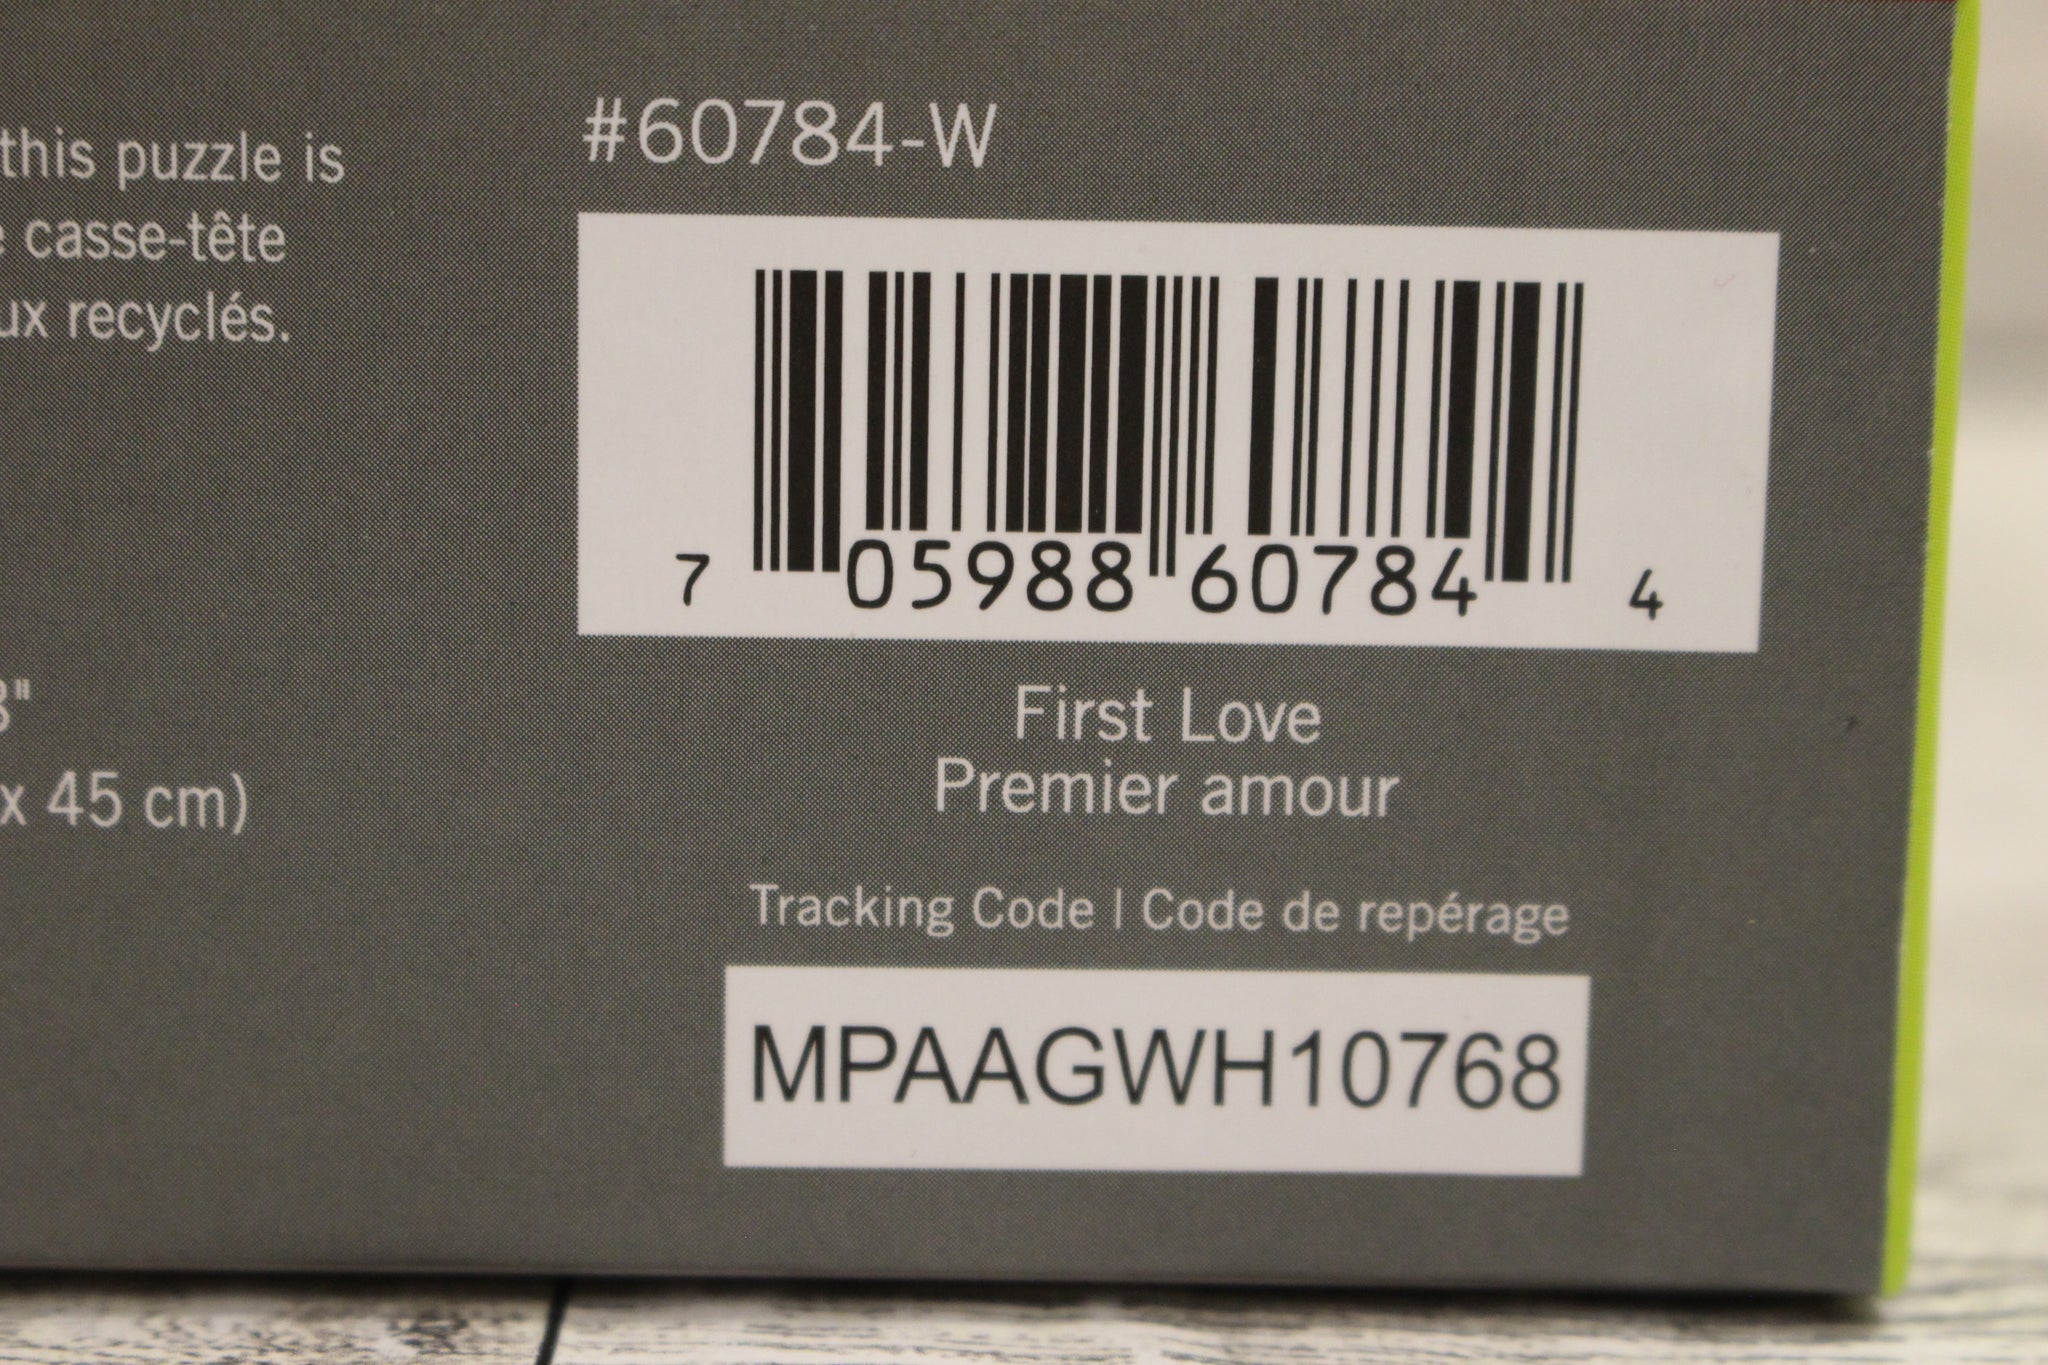 this puzzle is
casse-tête
recyclés.
x 45 cm)
#60784-W
7 05988 60784 4
First Love
Premier amour
Tracking Code | Code de repérage
MPAAGWH10768